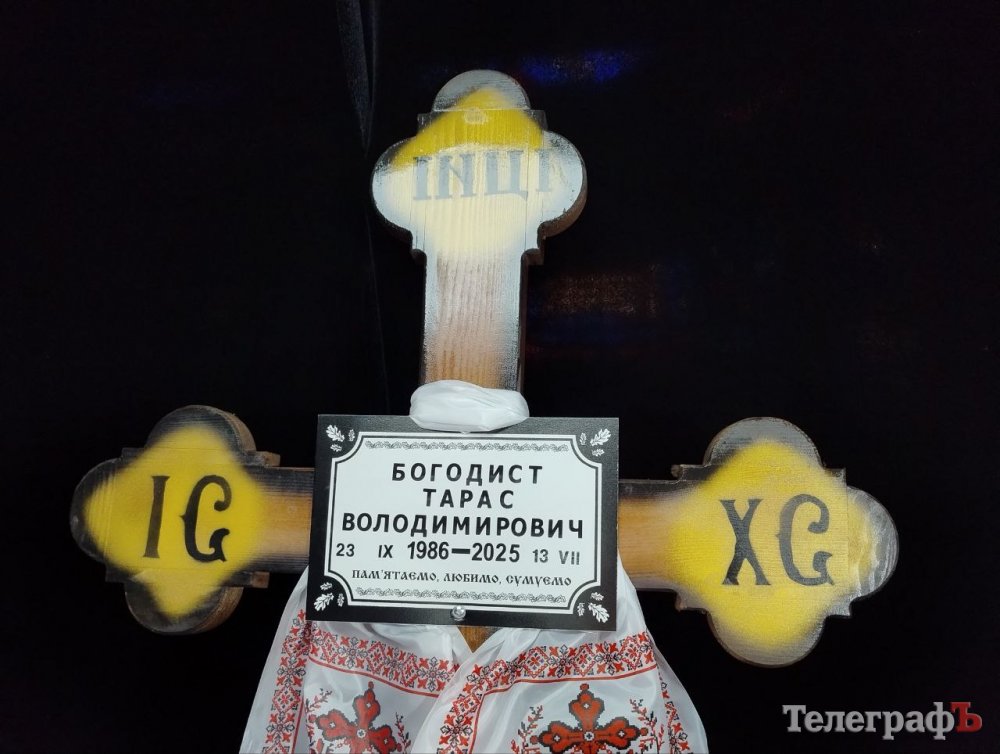 ІНЦІ
БОГОДИСТ
ТАРАС
ВОЛОДИМИРОВИЧ
23 IX 1986—2025 13 VII
ПАМ'ЯТАЄМО, ЛЮБИМО, СУМУЄМО
ІС
ХС
ТелеграфЪ